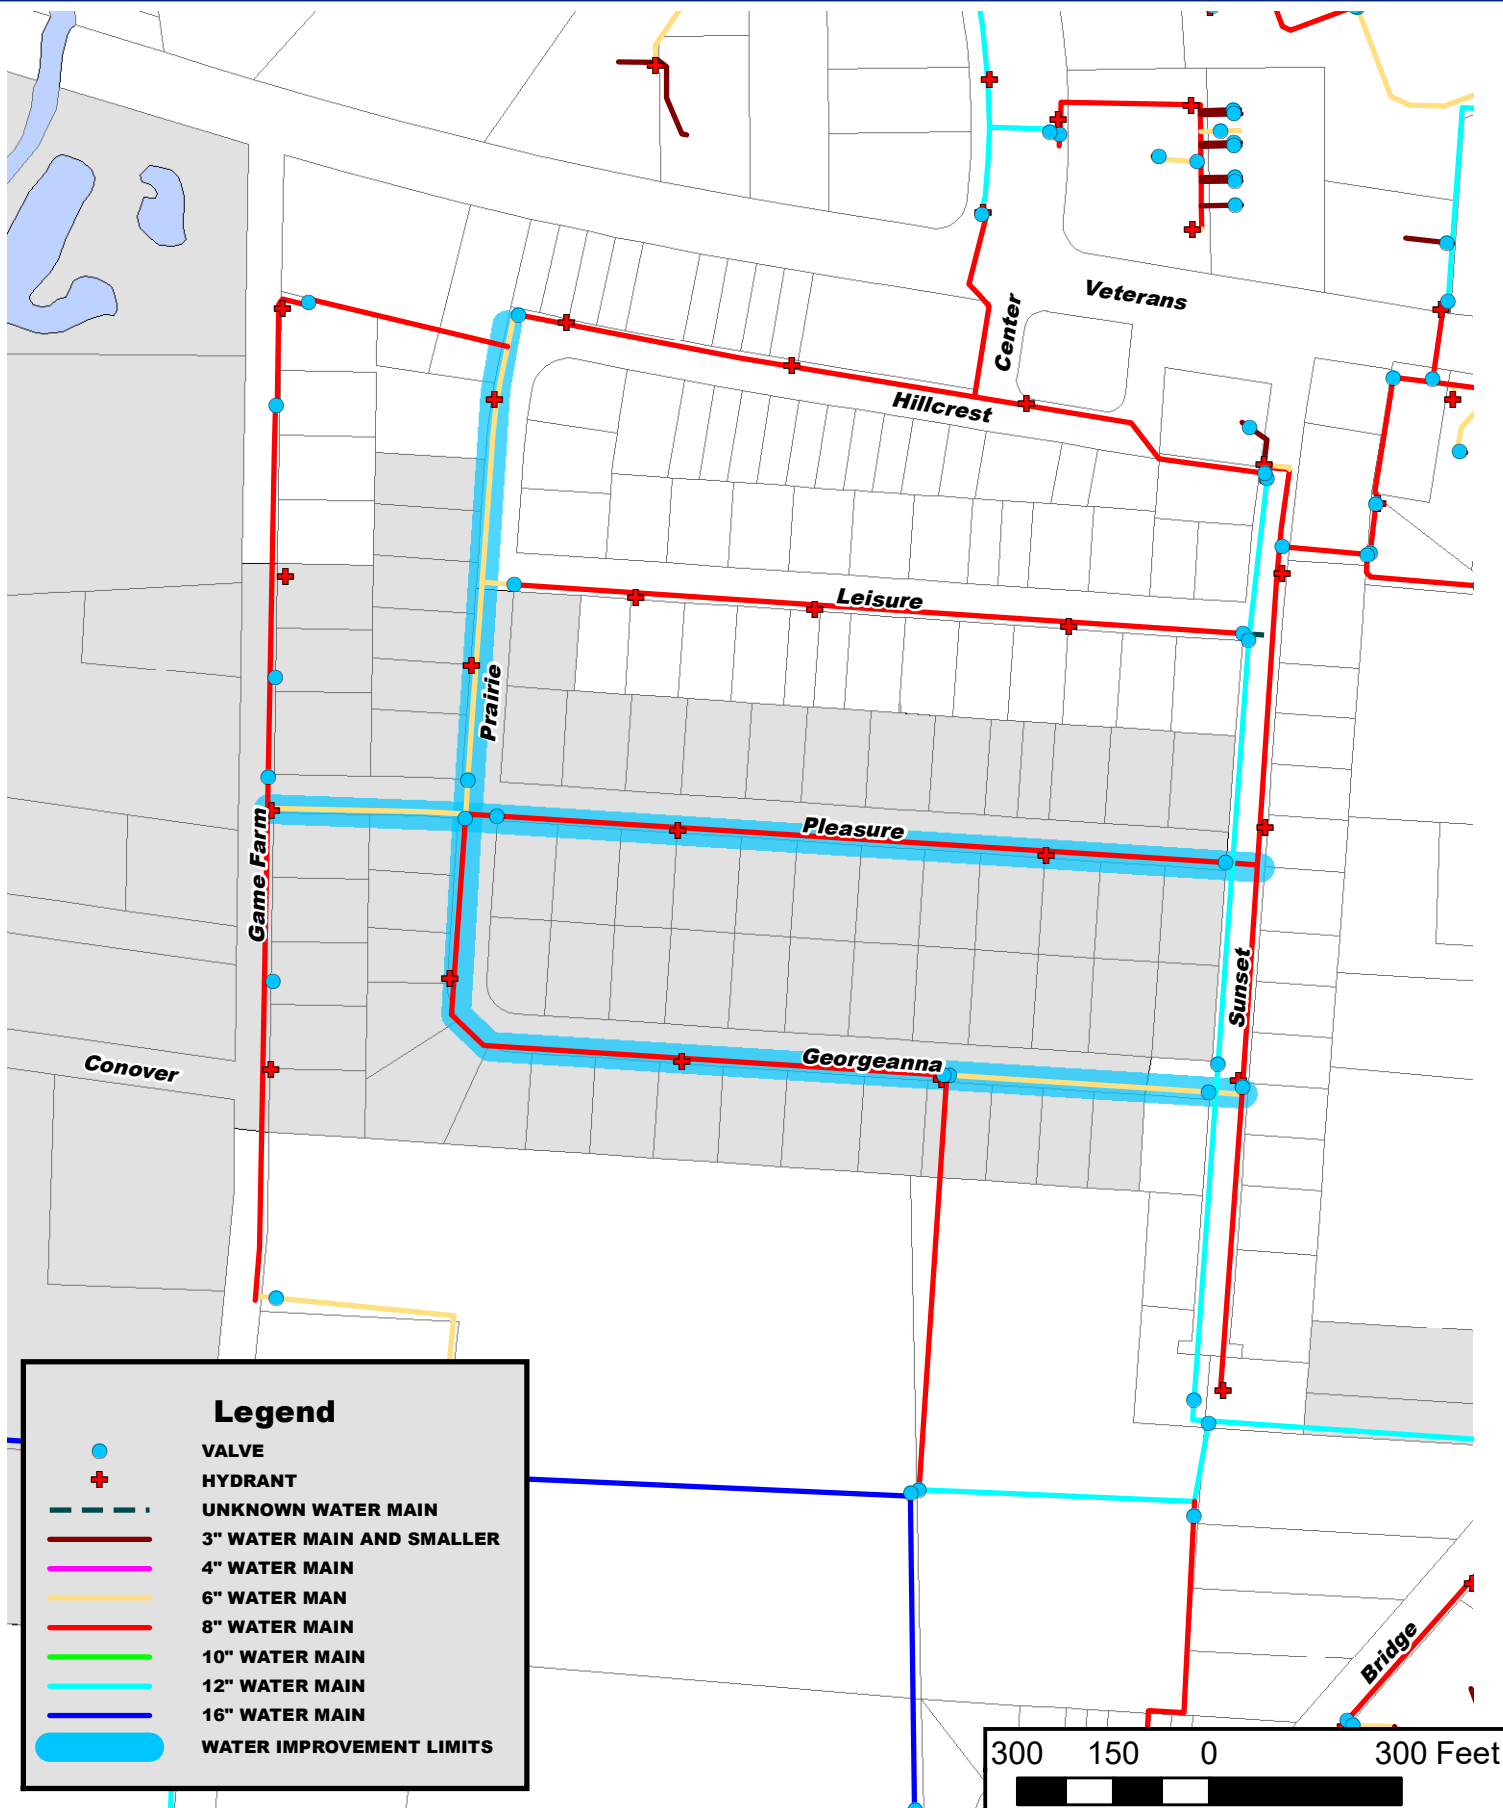 Veterans
Center
Hillcrest
Leisure
Prairie
Pleasure
Game Farm
Sunset
Georgeanna
Conover
Bridge
Legend
VALVE
HYDRANT
UNKNOWN WATER MAIN
3" WATER MAIN AND SMALLER
4" WATER MAIN
6" WATER MAN
8" WATER MAIN
10" WATER MAIN
12" WATER MAIN
16" WATER MAIN
WATER IMPROVEMENT LIMITS
300 150 0 300 Feet